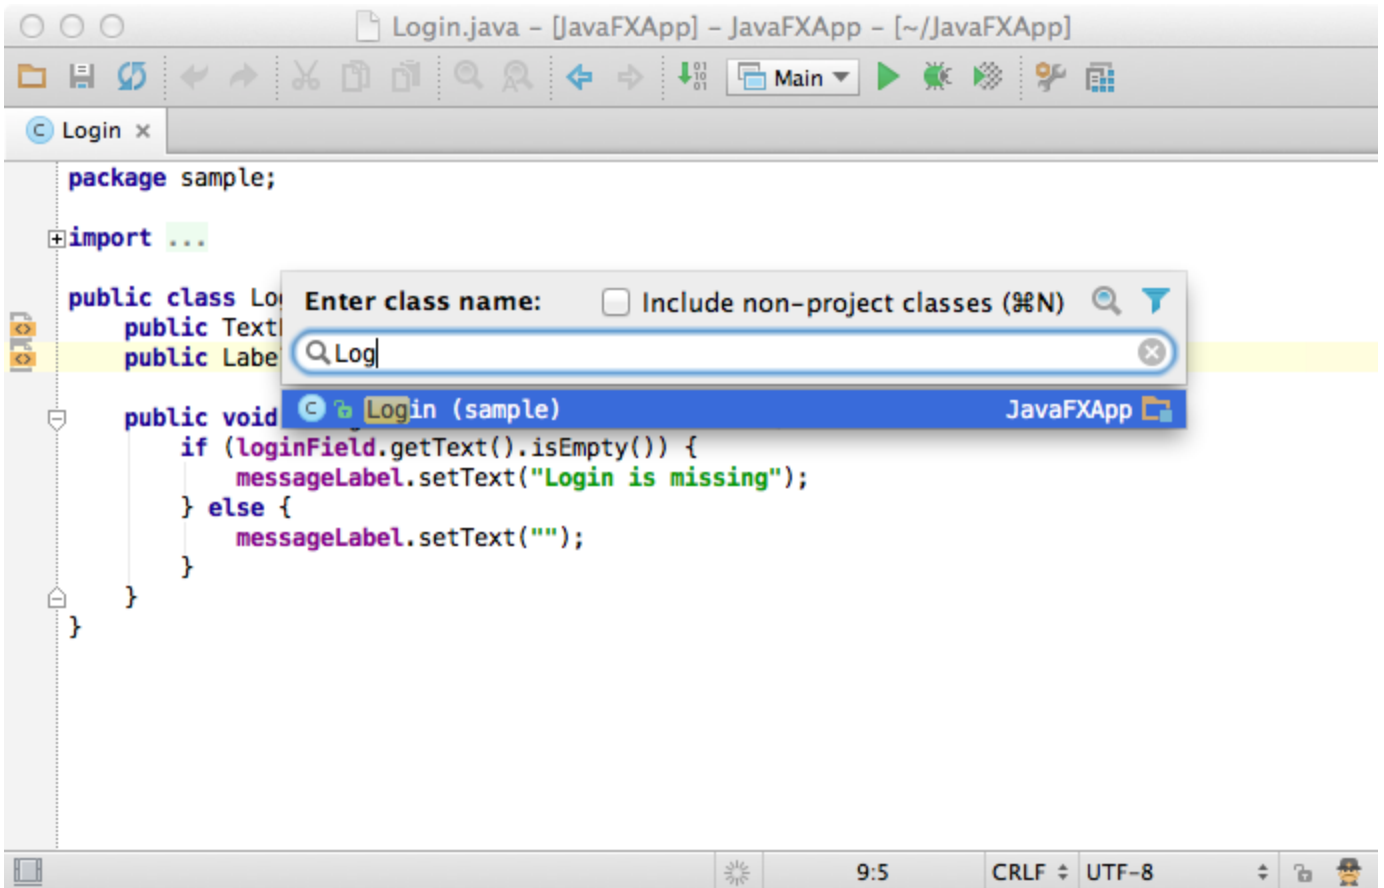 Login.java – [JavaFXApp] – JavaFXApp – [~/JavaFXApp]
Main
Login
package sample;
import ...
public class Lo
public Text
public Labe
Enter class name: Include non-project classes (⌘N)
Log
Login (sample) JavaFXApp
public void
if (loginField.getText().isEmpty()) {
messageLabel.setText("Login is missing");
} else {
messageLabel.setText("");
}
}
}
9:5 CRLF UTF-8